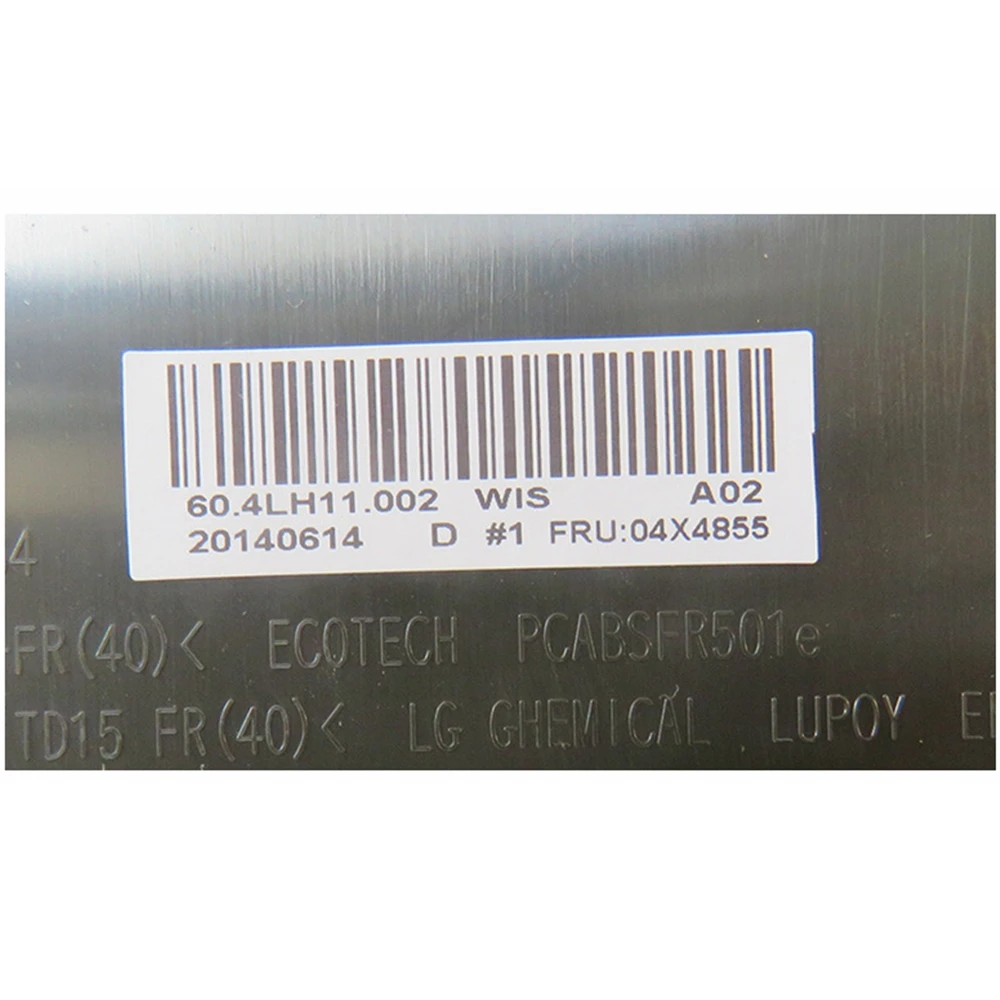 60.4LH11.002 WIS A02
20140614 D #1 FRU:04X4855
4
FR(40)< ECOTECH PCABSFR501e
TD15 FR(40)< LG GHEMICAL LUPOY